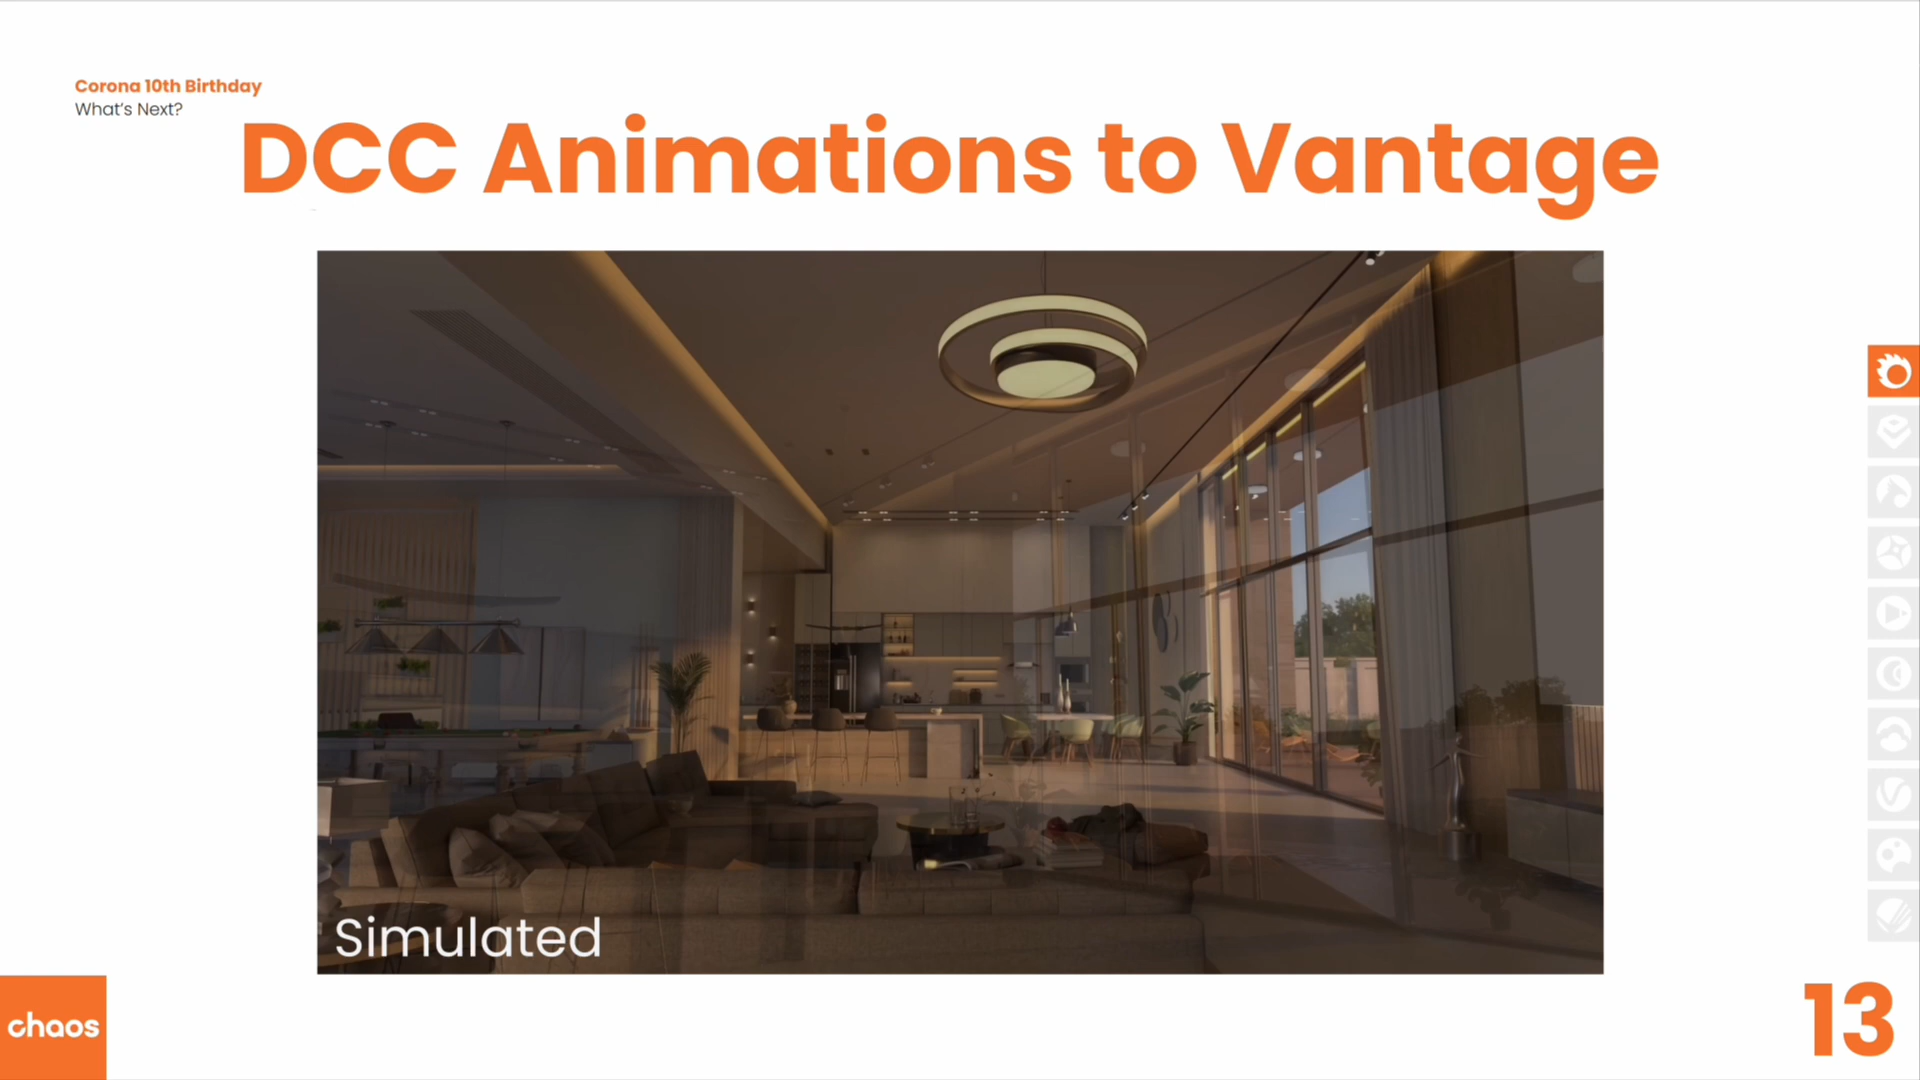 Corona 10th Birthday
What's Next?
DCC Animations to Vantage
Simulated
chaos
13